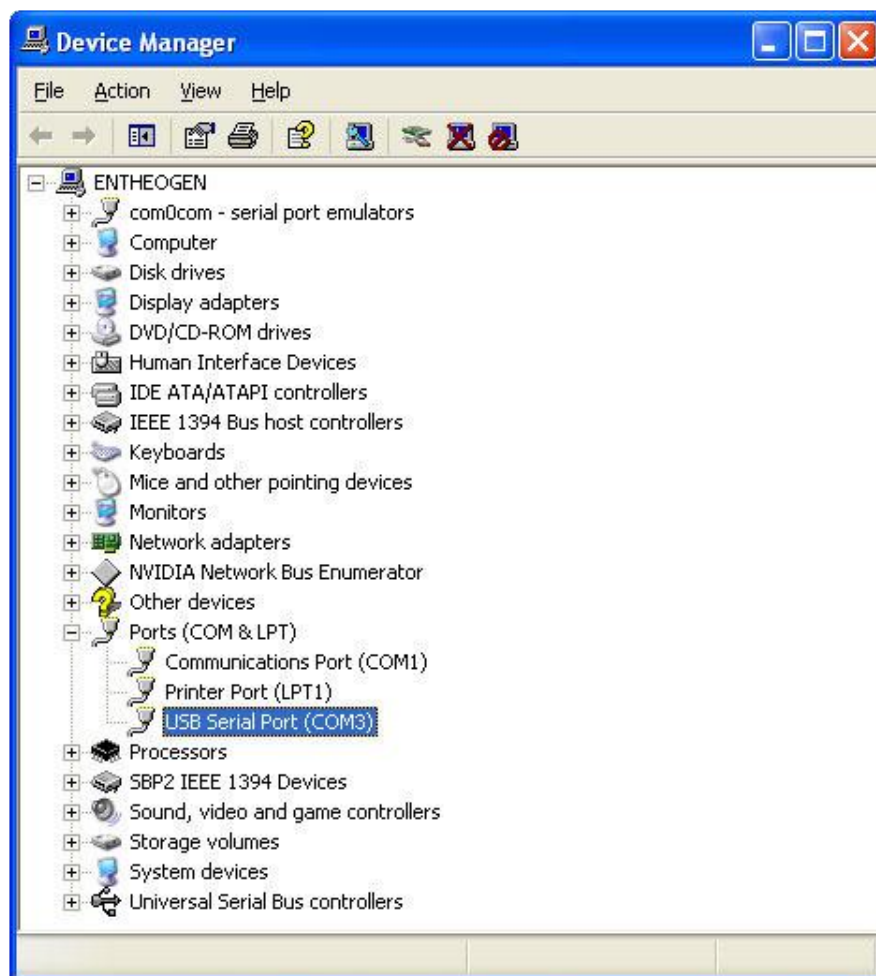 Device Manager
File Action View Help
ENTHEOGEN
com0com - serial port emulators
Computer
Disk drives
Display adapters
DVD/CD-ROM drives
Human Interface Devices
IDE ATA/ATAPI controllers
IEEE 1394 Bus host controllers
Keyboards
Mice and other pointing devices
Monitors
Network adapters
NVIDIA Network Bus Enumerator
Other devices
Ports (COM & LPT)
Communications Port (COM1)
Printer Port (LPT1)
USB Serial Port (COM3)
Processors
SBP2 IEEE 1394 Devices
Sound, video and game controllers
Storage volumes
System devices
Universal Serial Bus controllers